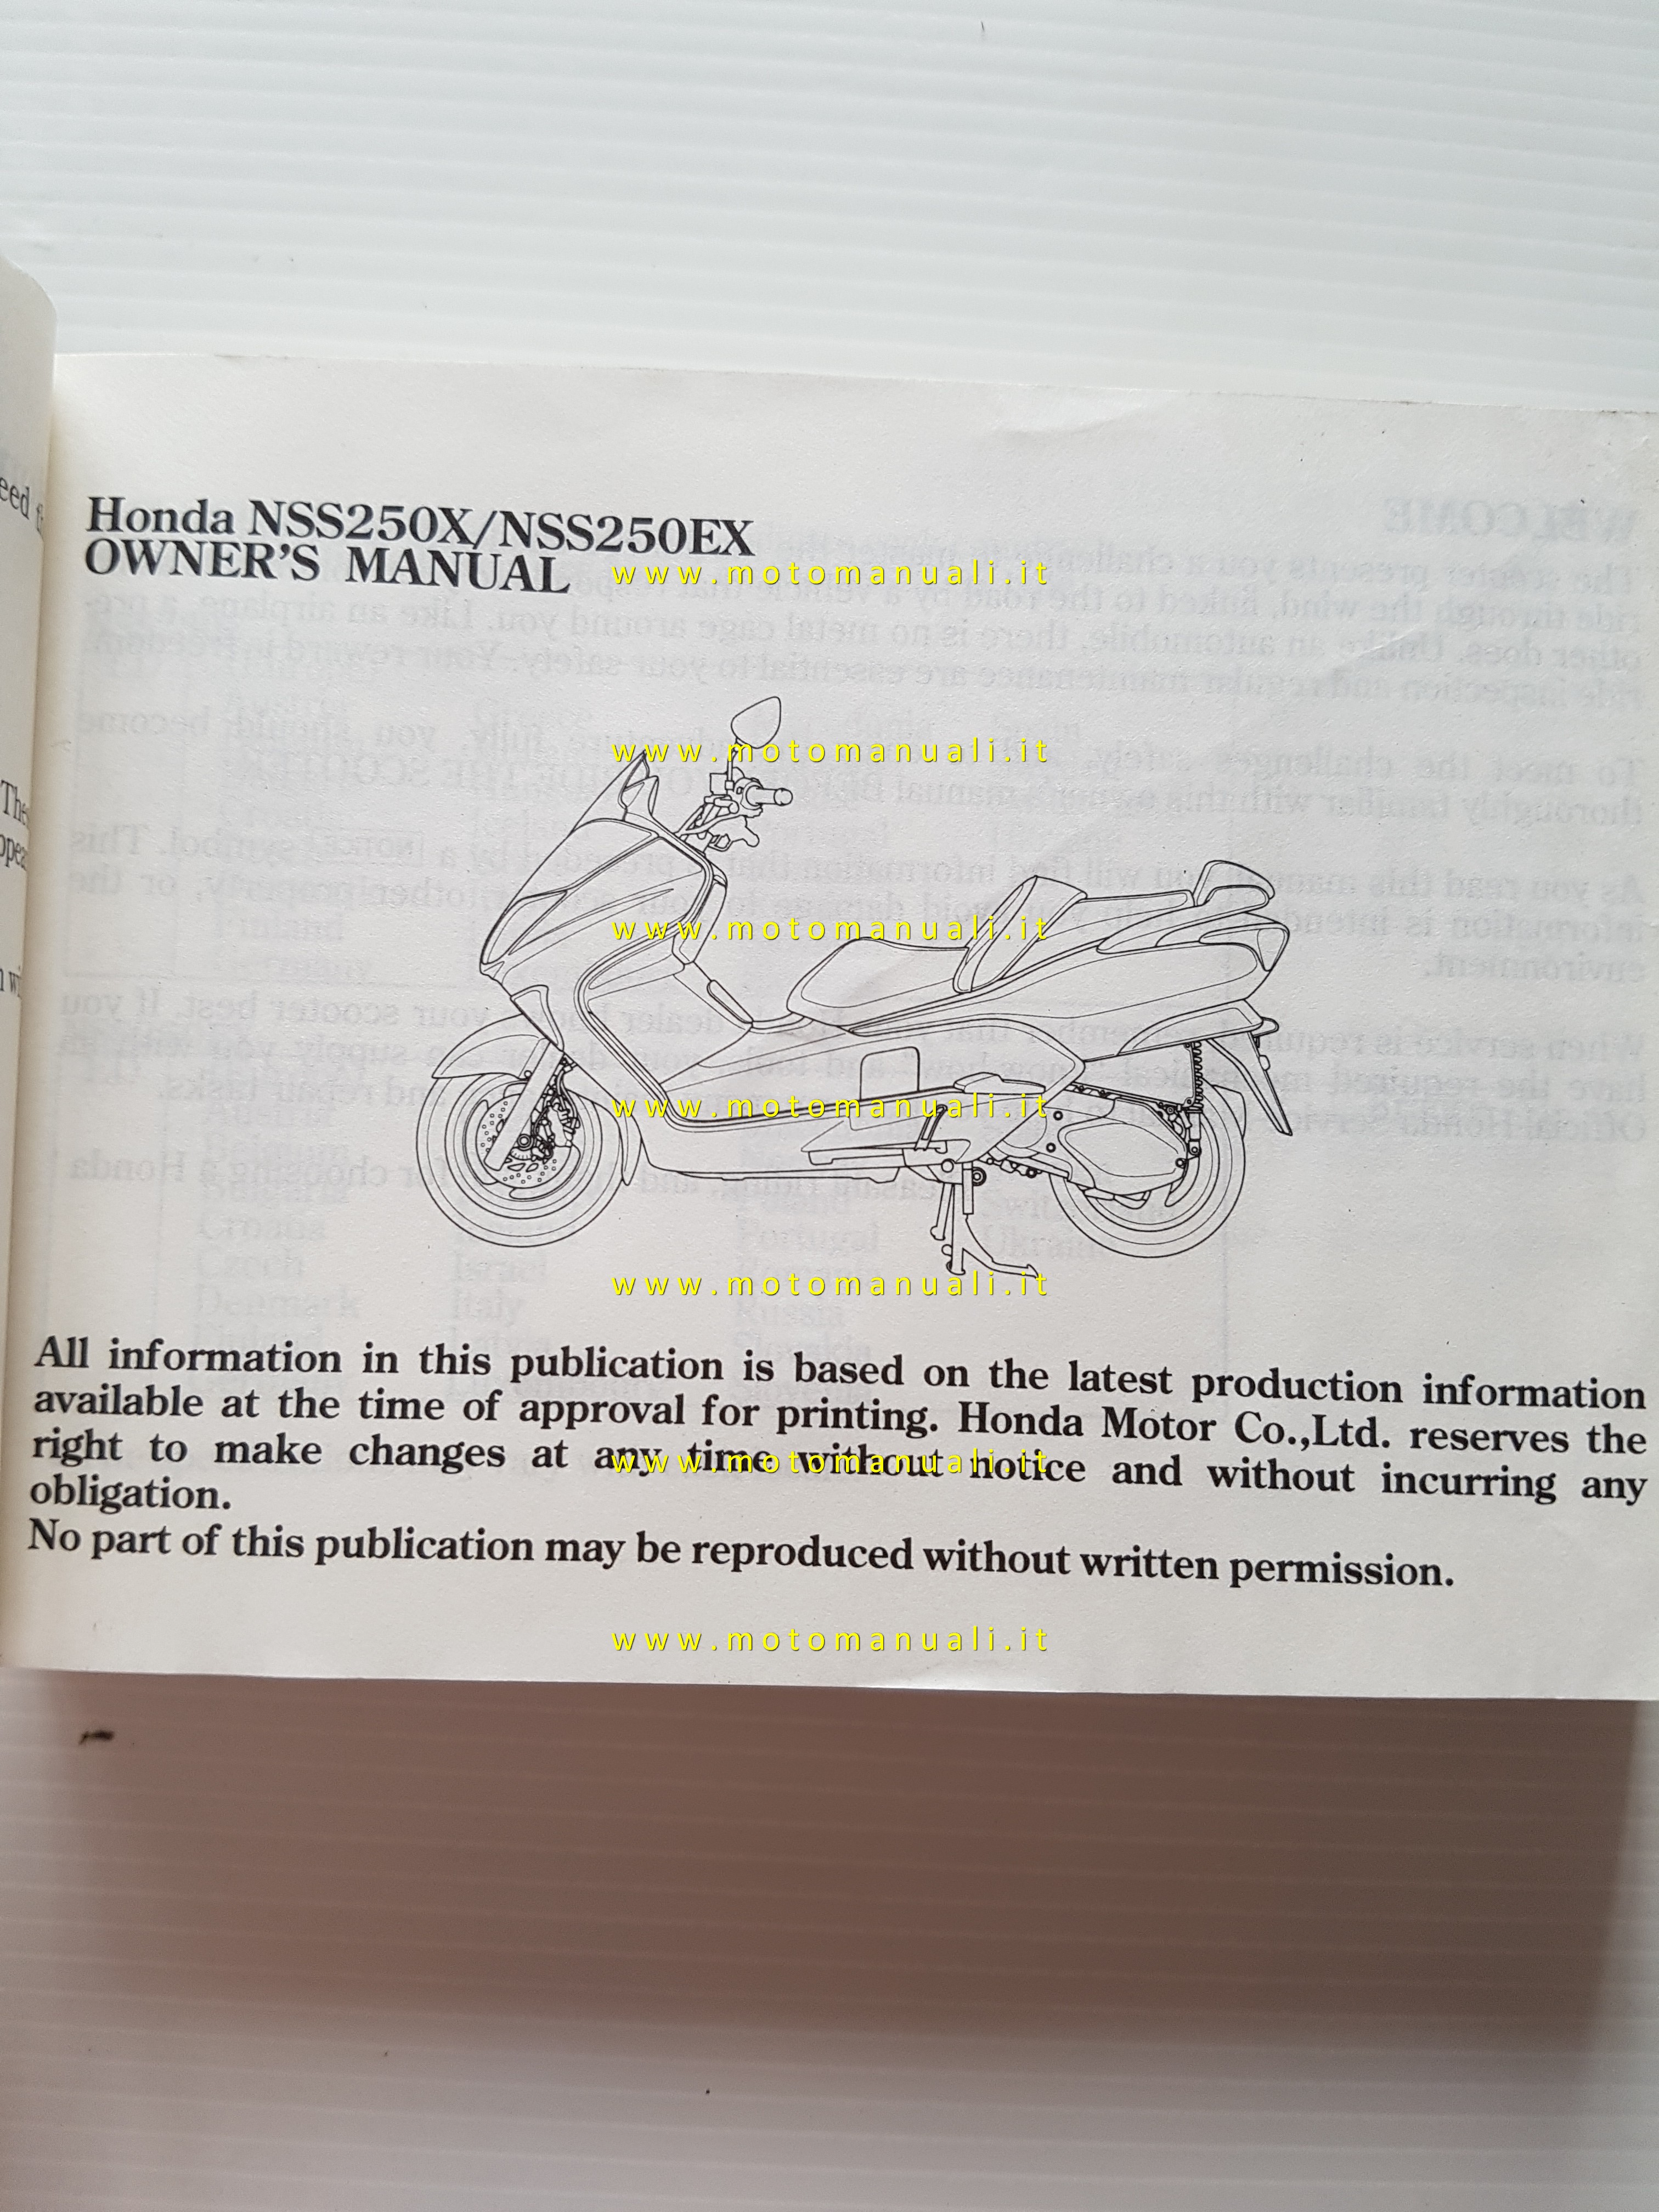 Honda NSS250X/NSS250EX
OWNER'S MANUAL
www.motomanuali.it
www.motomanuali.it
www.motomanuali.it
www.motomanuali.it
www.motomanuali.it
All information in this publication is based on the latest production information
available at the time of approval for printing. Honda Motor Co.,Ltd. reserves the
right to make changes at any time without notice and without incurring any
www.motomanuali.it
obligation.
No part of this publication may be reproduced without written permission.
www.motomanuali.it